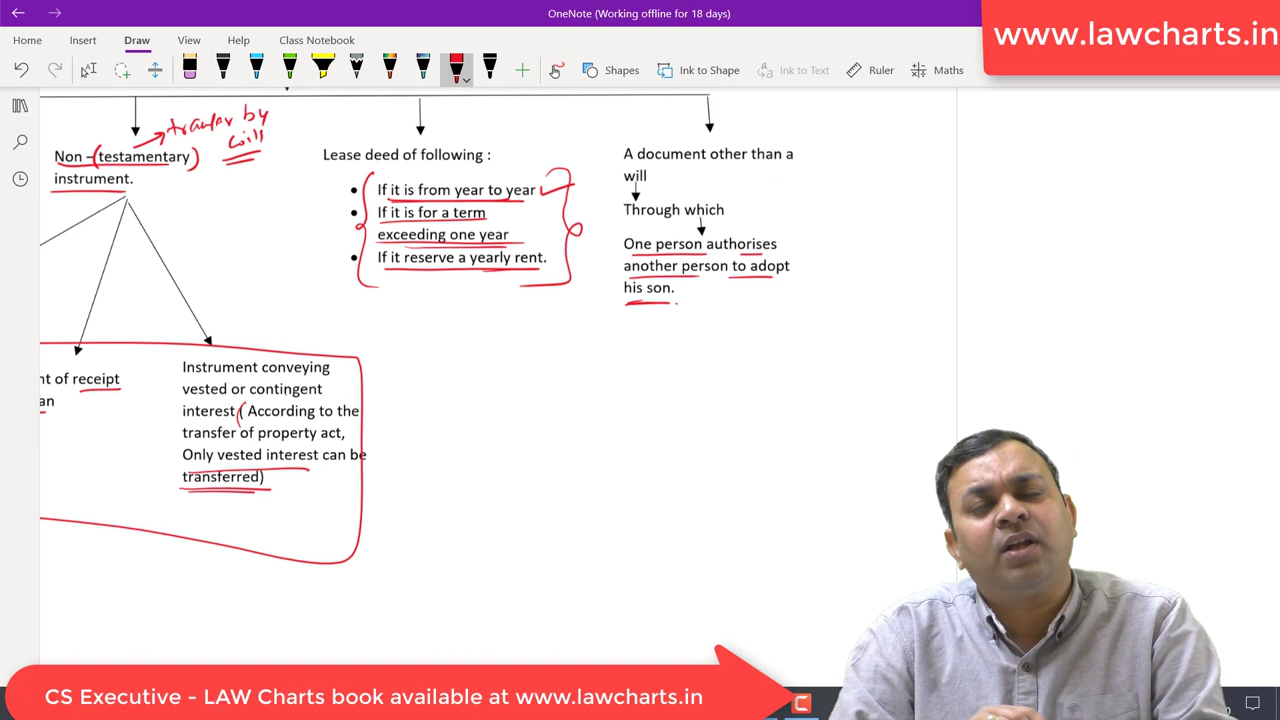 OneNote (Working offline for 18 days)
www.lawcharts.in
Home Insert Draw View Help Class Notebook
Shapes Ink to Shape Ink to Text Ruler Maths
transfer by
will
Non – (testamentary)
instrument.
Lease deed of following :
• If it is from year to year
• If it is for a term
exceeding one year
• If it reserve a yearly rent.
A document other than a
will
Through which
One person authorises
another person to adopt
his son.
nt of receipt
an
Instrument conveying
vested or contingent
interest ( According to the
transfer of property act,
Only vested interest can be
transferred)
CS Executive - LAW Charts book available at www.lawcharts.in